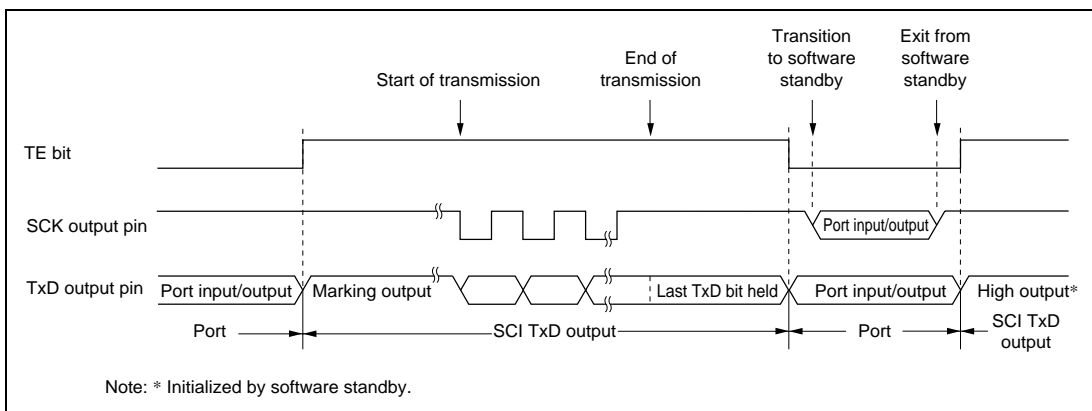 Transition
to software
standby
Exit from
software
standby
End of
transmission
Start of transmission
TE bit
SCK output pin
Port input/output
TxD output pin
Port input/output
Marking output
Last TxD bit held
Port input/output
High output*
Port
SCI TxD output
Port
SCI TxD
output
Note: * Initialized by software standby.